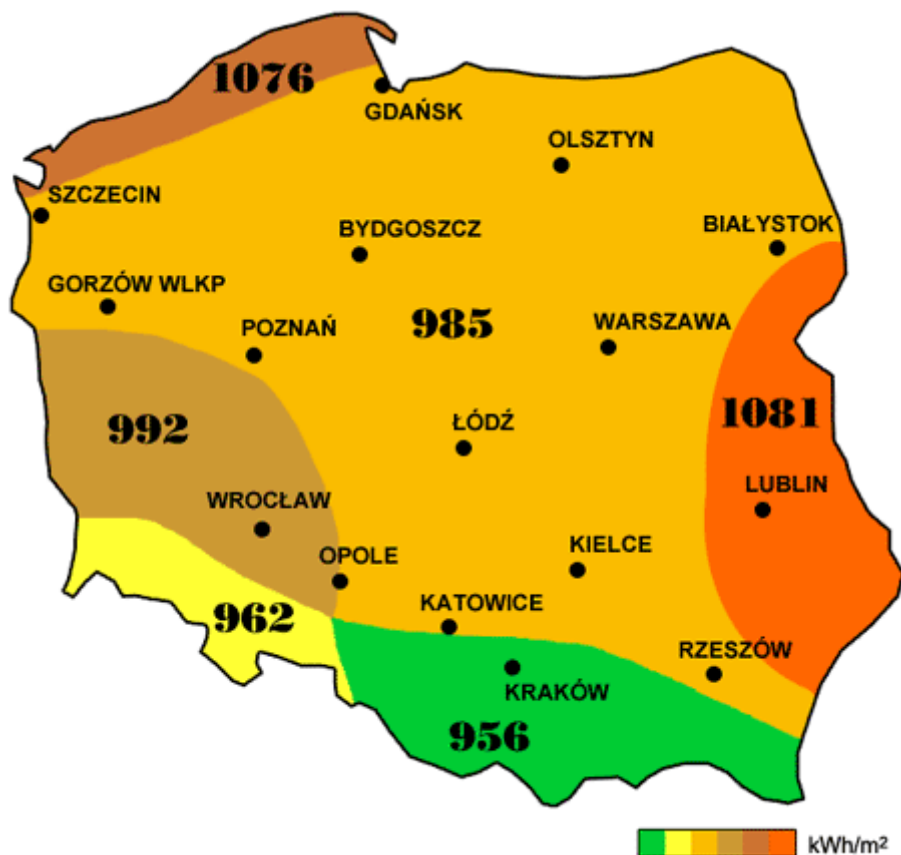 1076
GDAŃSK
OLSZTYN
SZCZECIN
BYDGOSZCZ
BIAŁYSTOK
GORZÓW WLKP
POZNAŃ
985
WARSZAWA
992
ŁÓDŹ
1081
WROCŁAW
LUBLIN
OPOLE
KIELCE
962
KATOWICE
RZESZÓW
KRAKÓW
956
kWh/m²